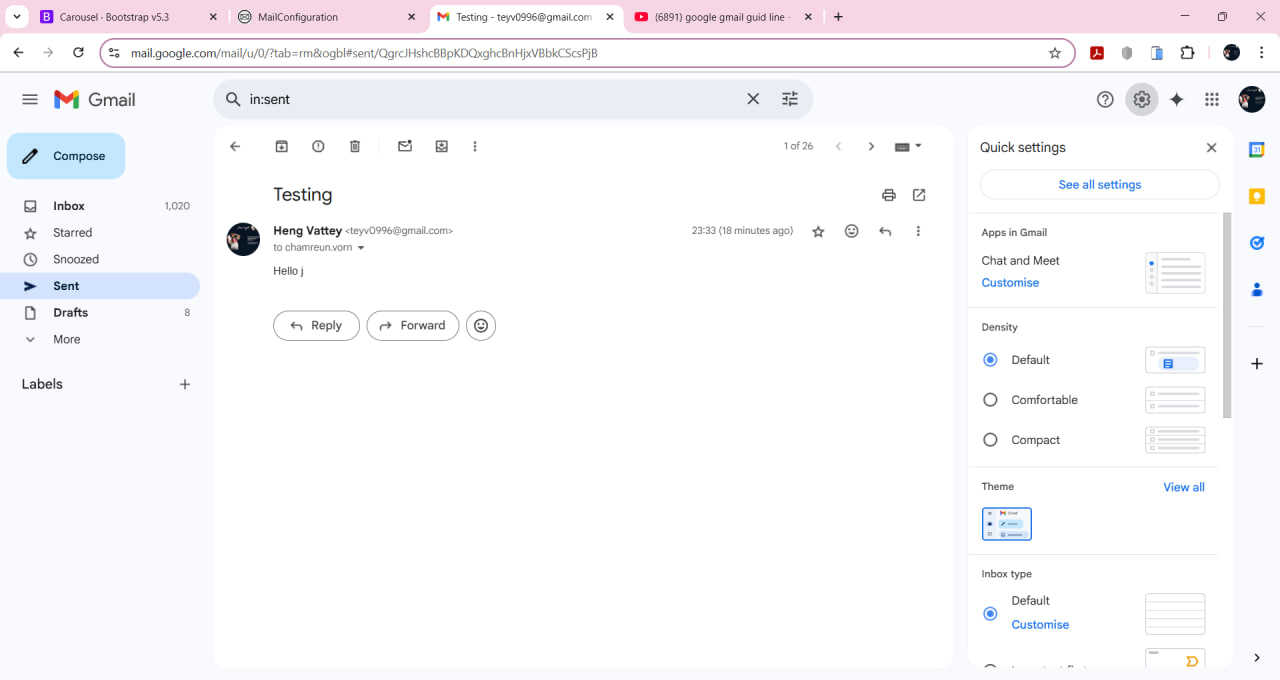 Carousel · Bootstrap v5.3
MailConfiguration
Testing - teyv0996@gmail.com
(6891) google gmail guid line -
mail.google.com/mail/u/0/?tab=rm&ogbl#sent/QgrcJHshcBBpKDQxghcBnHjxVBbkCScsPjB
Gmail
in:sent
Compose
Inbox 1,020
Starred
Snoozed
Sent
Drafts 8
More
Labels
1 of 26
Testing
Heng Vattey <teyv0996@gmail.com> 23:33 (18 minutes ago)
to chamreun.vorn
Hello j
Reply
Forward
Quick settings
See all settings
Apps in Gmail
Chat and Meet
Customise
Density
Default
Comfortable
Compact
Theme View all
Gmail
Inbox type
Default
Customise
31